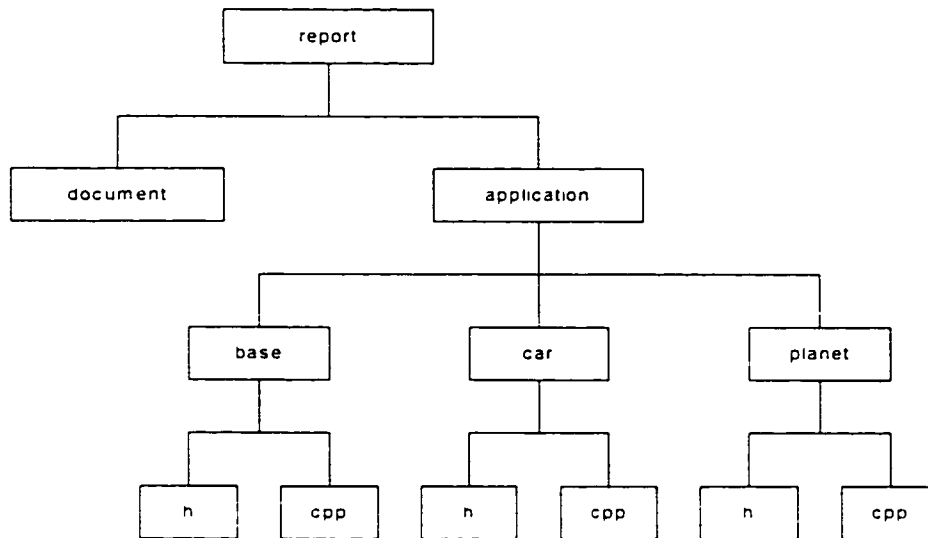 report
document
application
base
car
planet
h
cpp
h
cpp
h
cpp